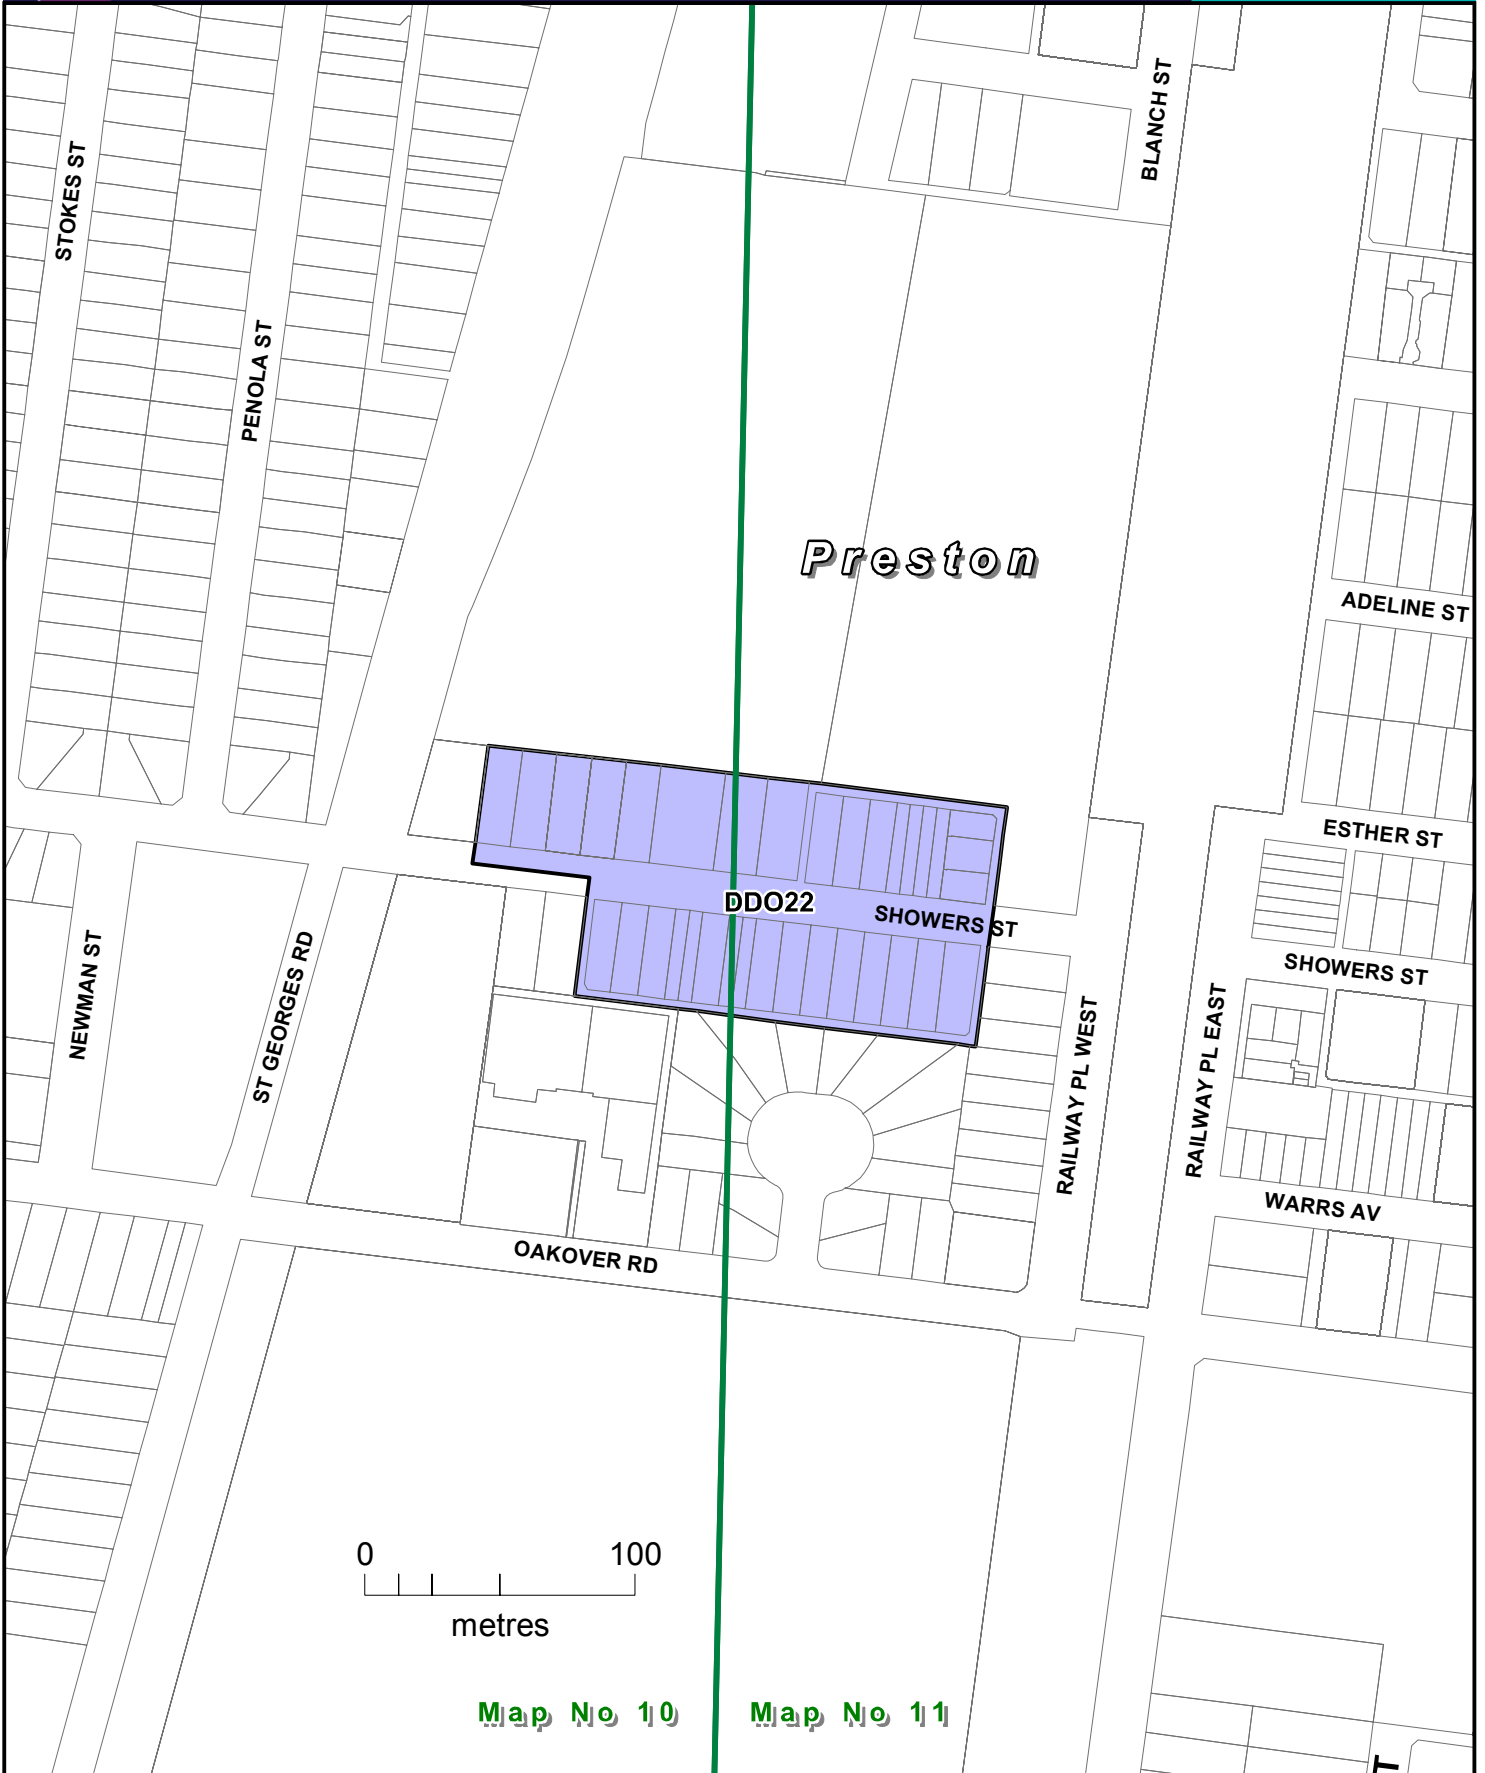 BLANCH ST
STOKES ST
PENOLA ST
Preston
ADELINE ST
ESTHER ST
DDO22
SHOWERS ST
SHOWERS ST
NEWMAN ST
ST GEORGES RD
RAILWAY PL WEST
RAILWAY PL EAST
WARRS AV
OAKOVER RD
0 100
metres
Map No 10
Map No 11
T